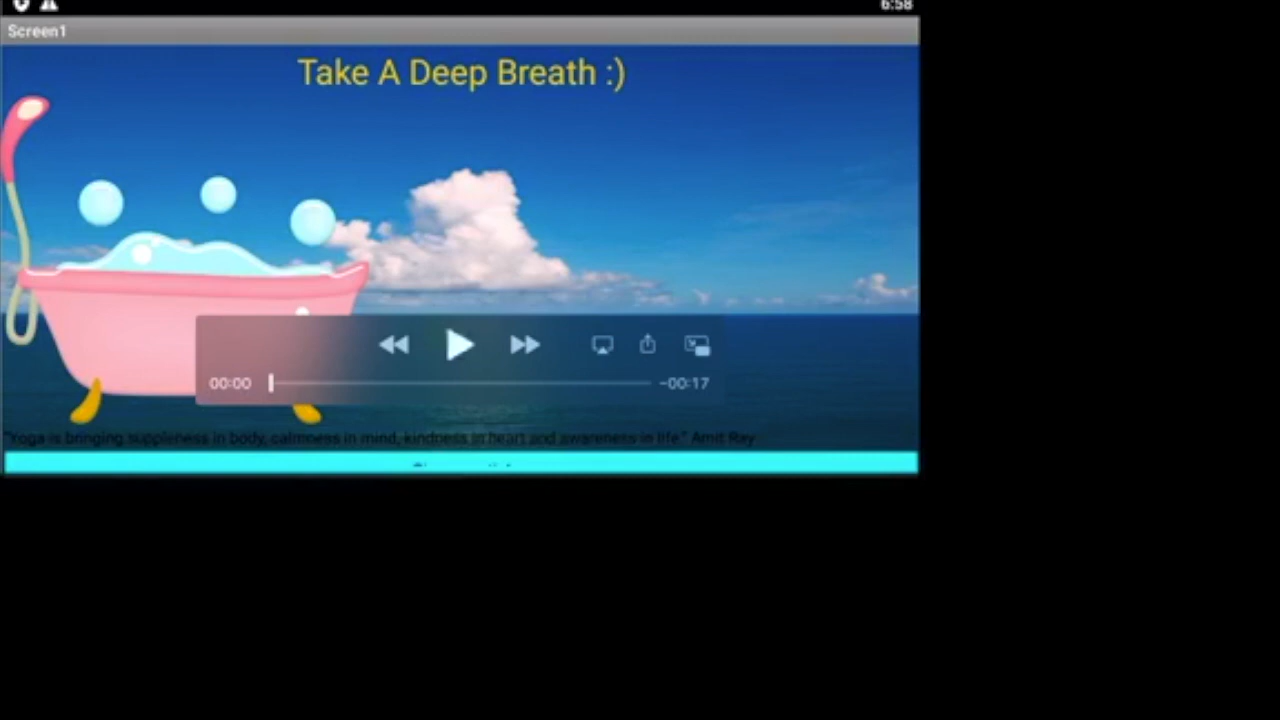 6:58
Screen1
Take A Deep Breath :)
00:00
-00:17
"Yoga is bringing suppleness in body, calmness in mind, kindness in heart and awareness in life." Amit Ray